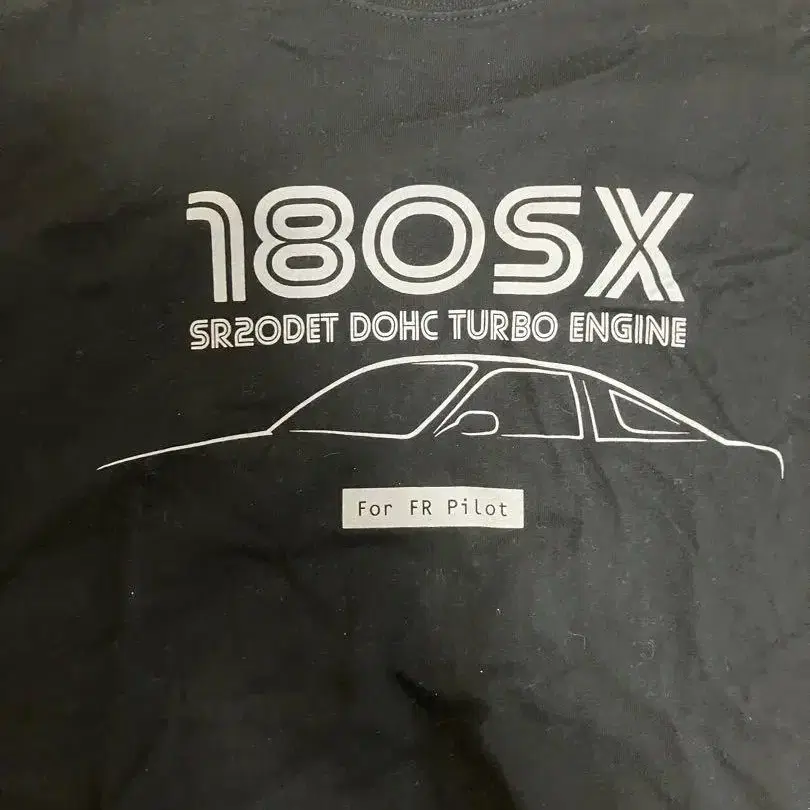 180SX
SR20DET DOHC TURBO ENGINE
For FR Pilot